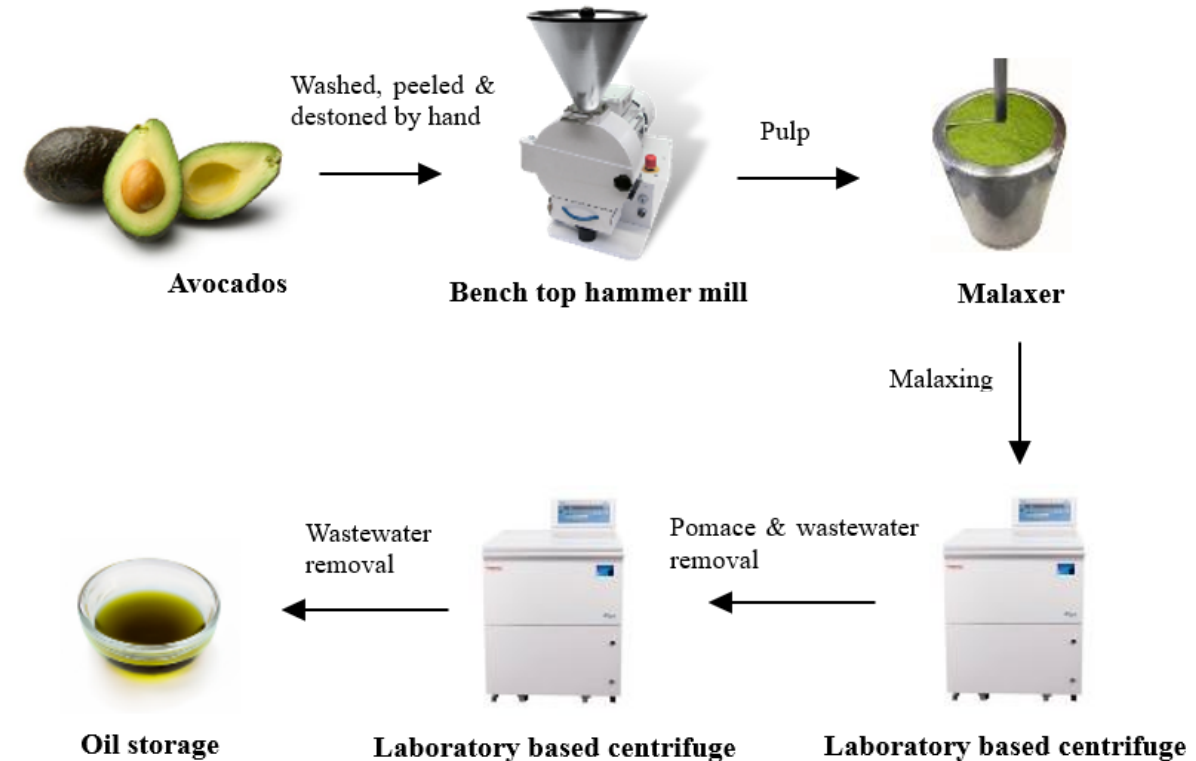 Washed, peeled &
destoned by hand
Pulp
Avocados
Bench top hammer mill
Malaxer
Malaxing
Wastewater
removal
Pomace & wastewater
removal
Oil storage
Laboratory based centrifuge
Laboratory based centrifuge